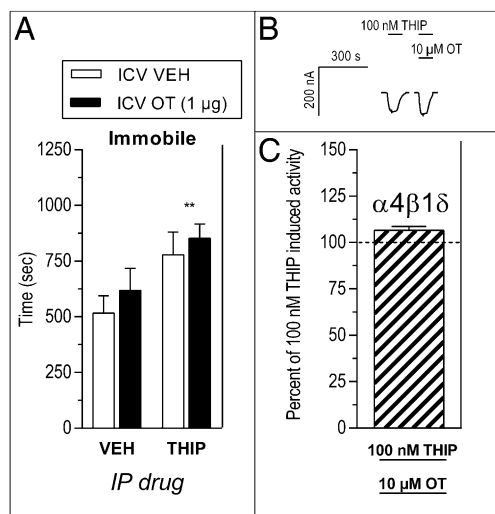 A
ICV VEH
ICV OT (1 µg)
Immobile
1250
1000
750
500
250
0
Time (sec)
**
VEH THIP
IP drug
B
100 nM THIP
10 µM OT
300 s
200 nA
C
Percent of 100 nM THIP induced activity
150
125
100
75
50
25
0
α4β1δ
100 nM THIP
10 µM OT